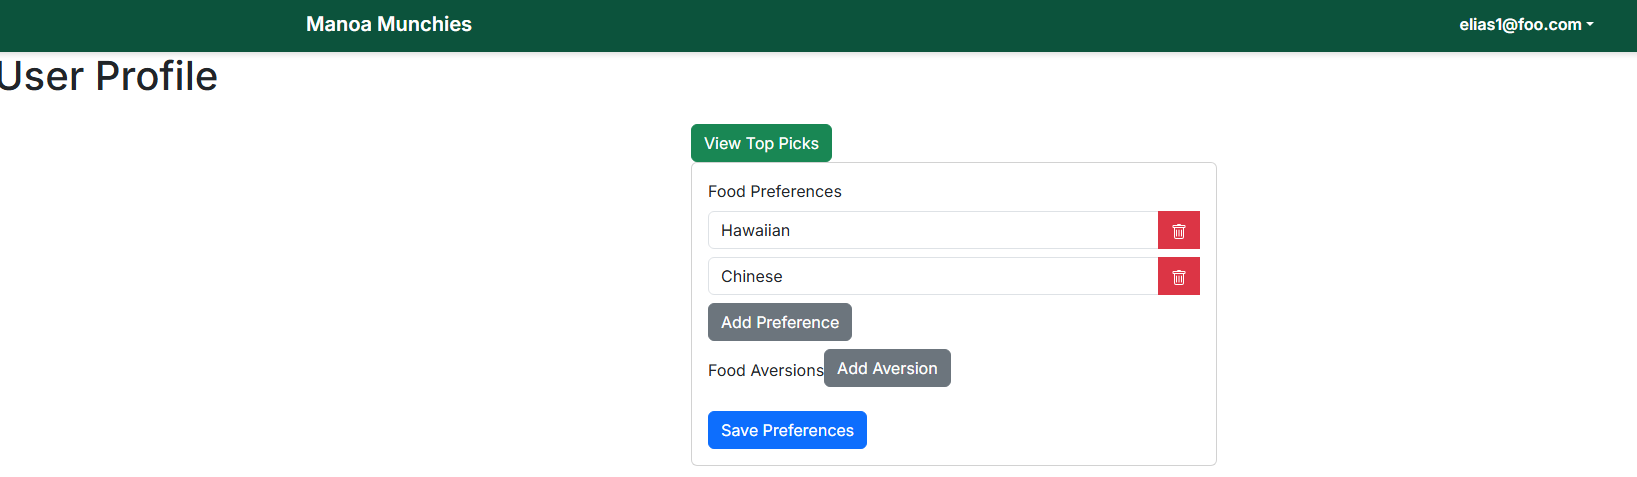 Manoa Munchies
elias1@foo.com
User Profile
View Top Picks
Food Preferences
Hawaiian
Chinese
Add Preference
Food Aversions Add Aversion
Save Preferences